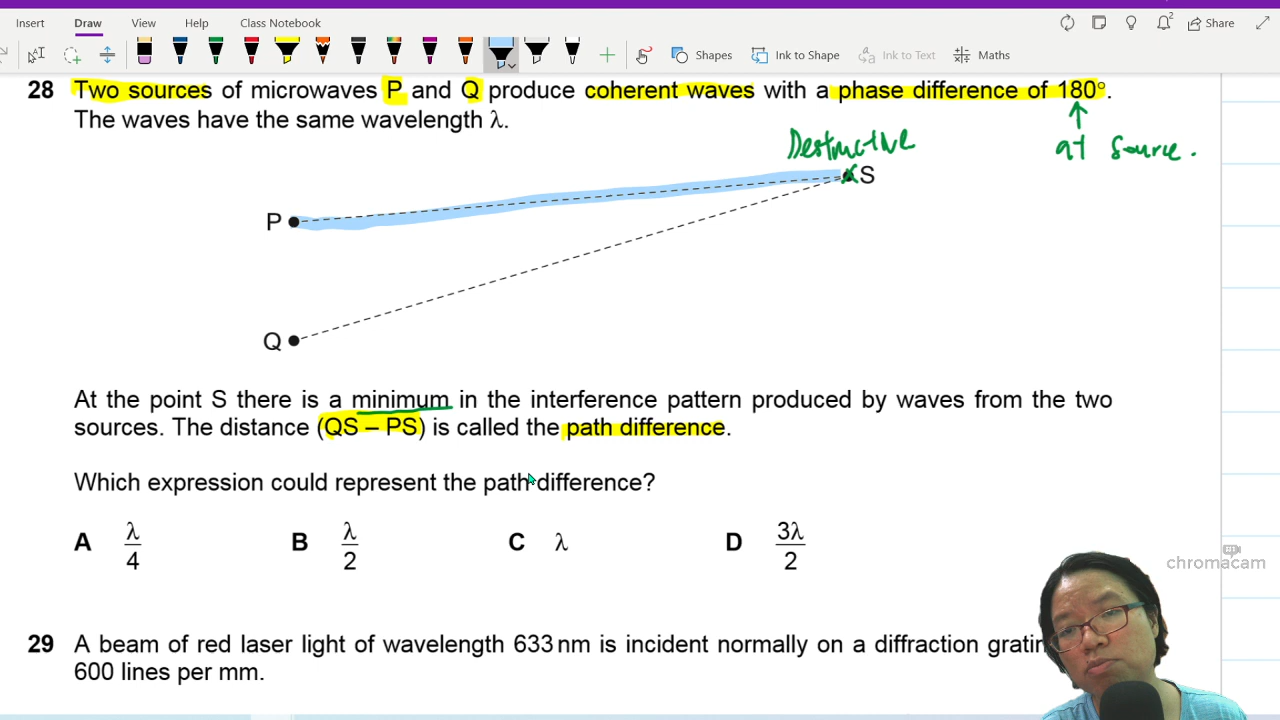 Insert Draw View Help Class Notebook
2 Share
Shapes Ink to Shape Ink to Text Maths
28 Two sources of microwaves P and Q produce coherent waves with a phase difference of 180°.
The waves have the same wavelength λ.
Destructive
at source.
S
P
Q
At the point S there is a minimum in the interference pattern produced by waves from the two
sources. The distance (QS – PS) is called the path difference.
Which expression could represent the path difference?
A λ/4 B λ/2 C λ D 3λ/2
chromacam
29 A beam of red laser light of wavelength 633 nm is incident normally on a diffraction
600 lines per mm.